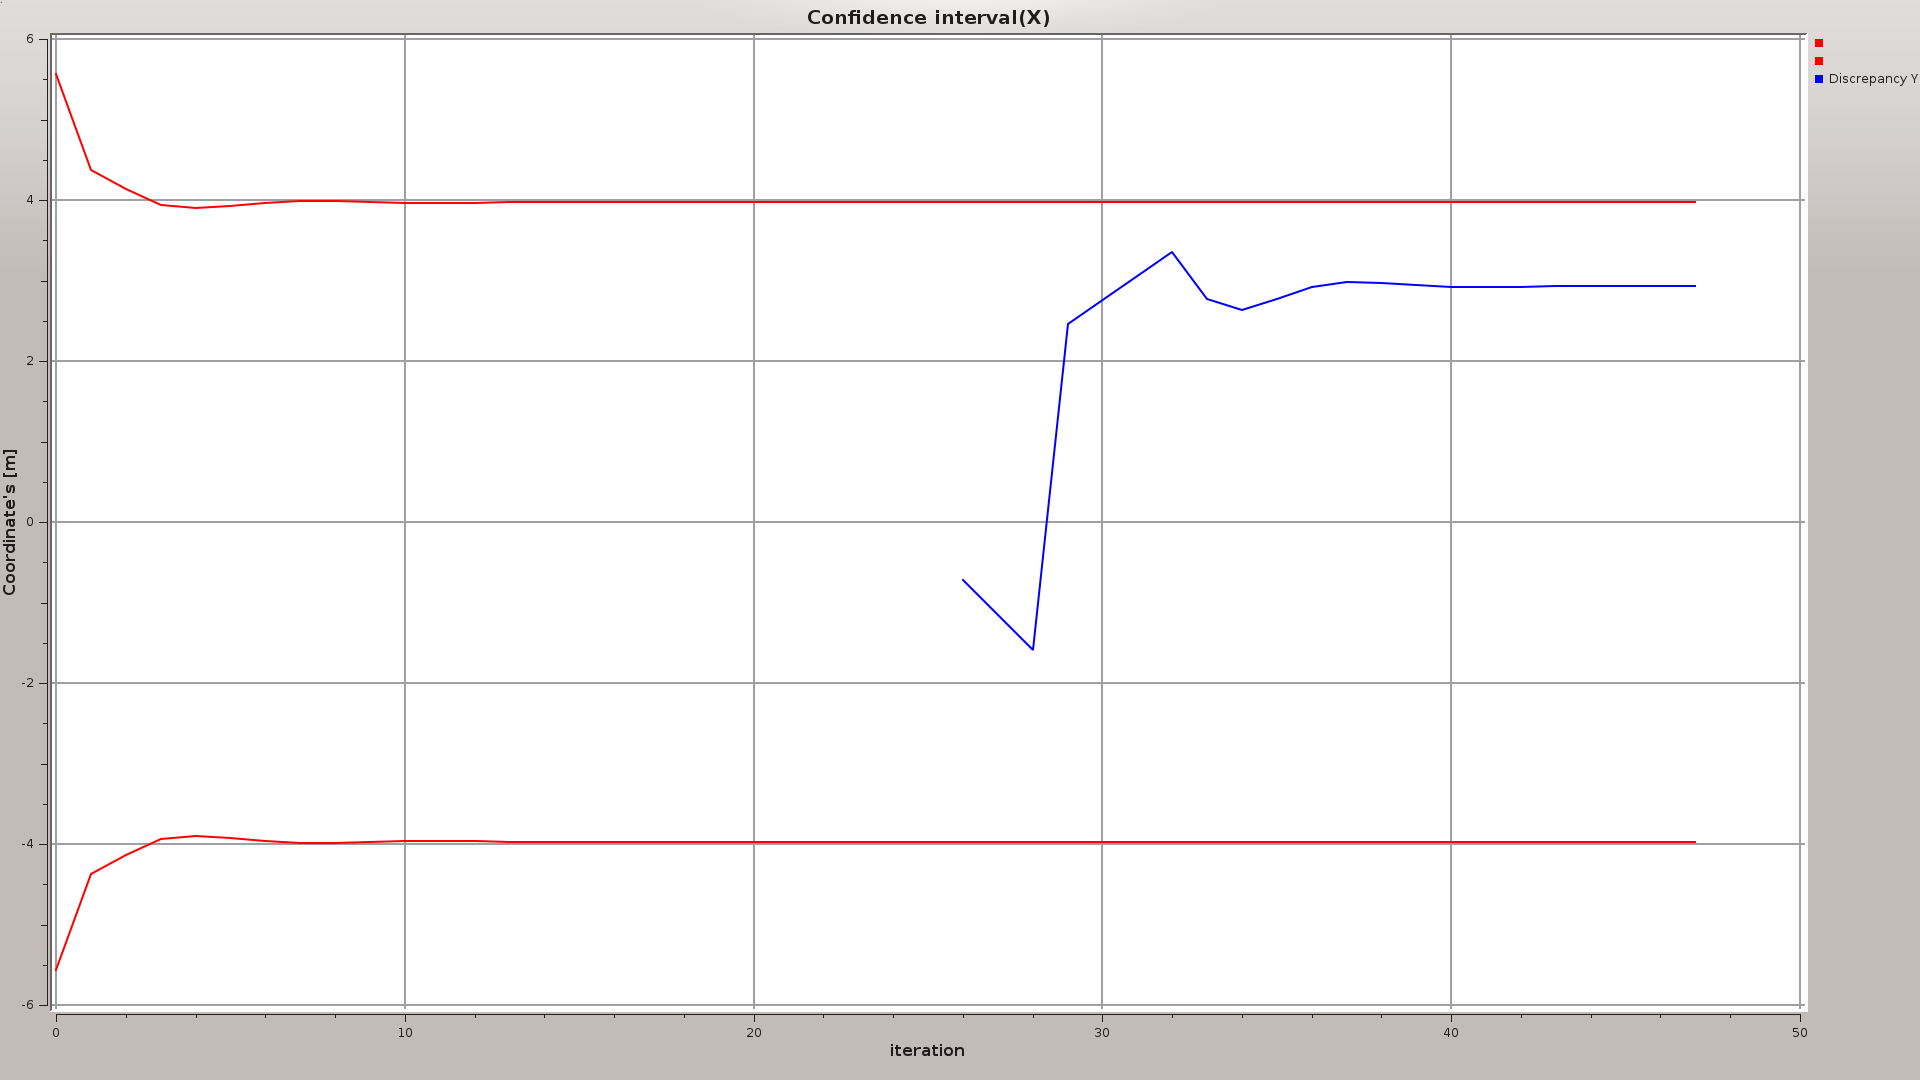 Confidence interval(X)
Discrepancy Y
6
4
2
0
-2
-4
-6
Coordinate's [m]
0 10 20 30 40 50
iteration